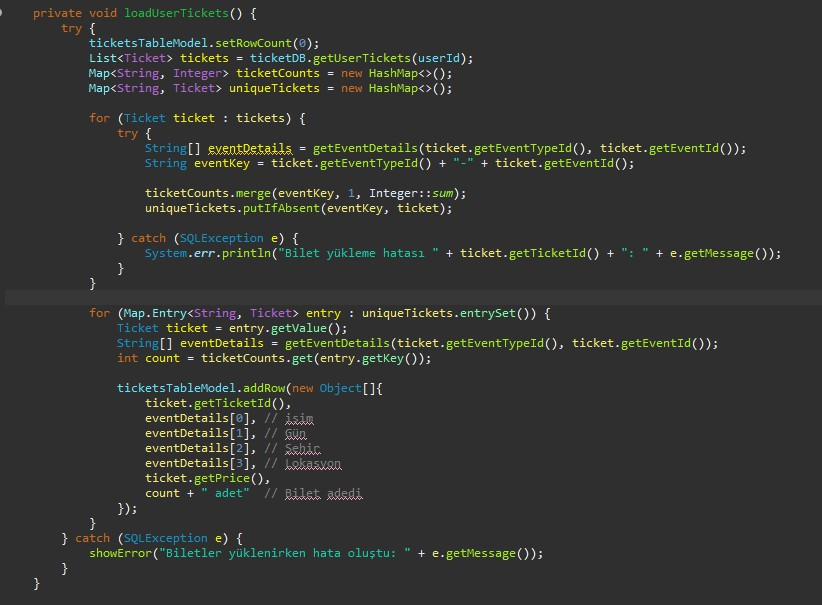 private void loadUserTickets() {
try {
ticketsTableModel.setRowCount(0);
List<Ticket> tickets = ticketDB.getUserTickets(userId);
Map<String, Integer> ticketCounts = new HashMap<>();
Map<String, Ticket> uniqueTickets = new HashMap<>();
for (Ticket ticket : tickets) {
try {
String[] eventDetails = getEventDetails(ticket.getEventTypeId(), ticket.getEventId());
String eventKey = ticket.getEventTypeId() + "-" + ticket.getEventId();
ticketCounts.merge(eventKey, 1, Integer::sum);
uniqueTickets.putIfAbsent(eventKey, ticket);
} catch (SQLException e) {
System.err.println("Bilet yükleme hatası " + ticket.getTicketId() + ": " + e.getMessage());
}
}
for (Map.Entry<String, Ticket> entry : uniqueTickets.entrySet()) {
Ticket ticket = entry.getValue();
String[] eventDetails = getEventDetails(ticket.getEventTypeId(), ticket.getEventId());
int count = ticketCounts.get(entry.getKey());
ticketsTableModel.addRow(new Object[]{
ticket.getTicketId(),
eventDetails[0], // isim
eventDetails[1], // Gün
eventDetails[2], // Sehir
eventDetails[3], // Lokasyon
ticket.getPrice(),
count + " adet" // Bilet adedi
});
}
} catch (SQLException e) {
showError("Biletler yüklenirken hata oluştu: " + e.getMessage());
}
}